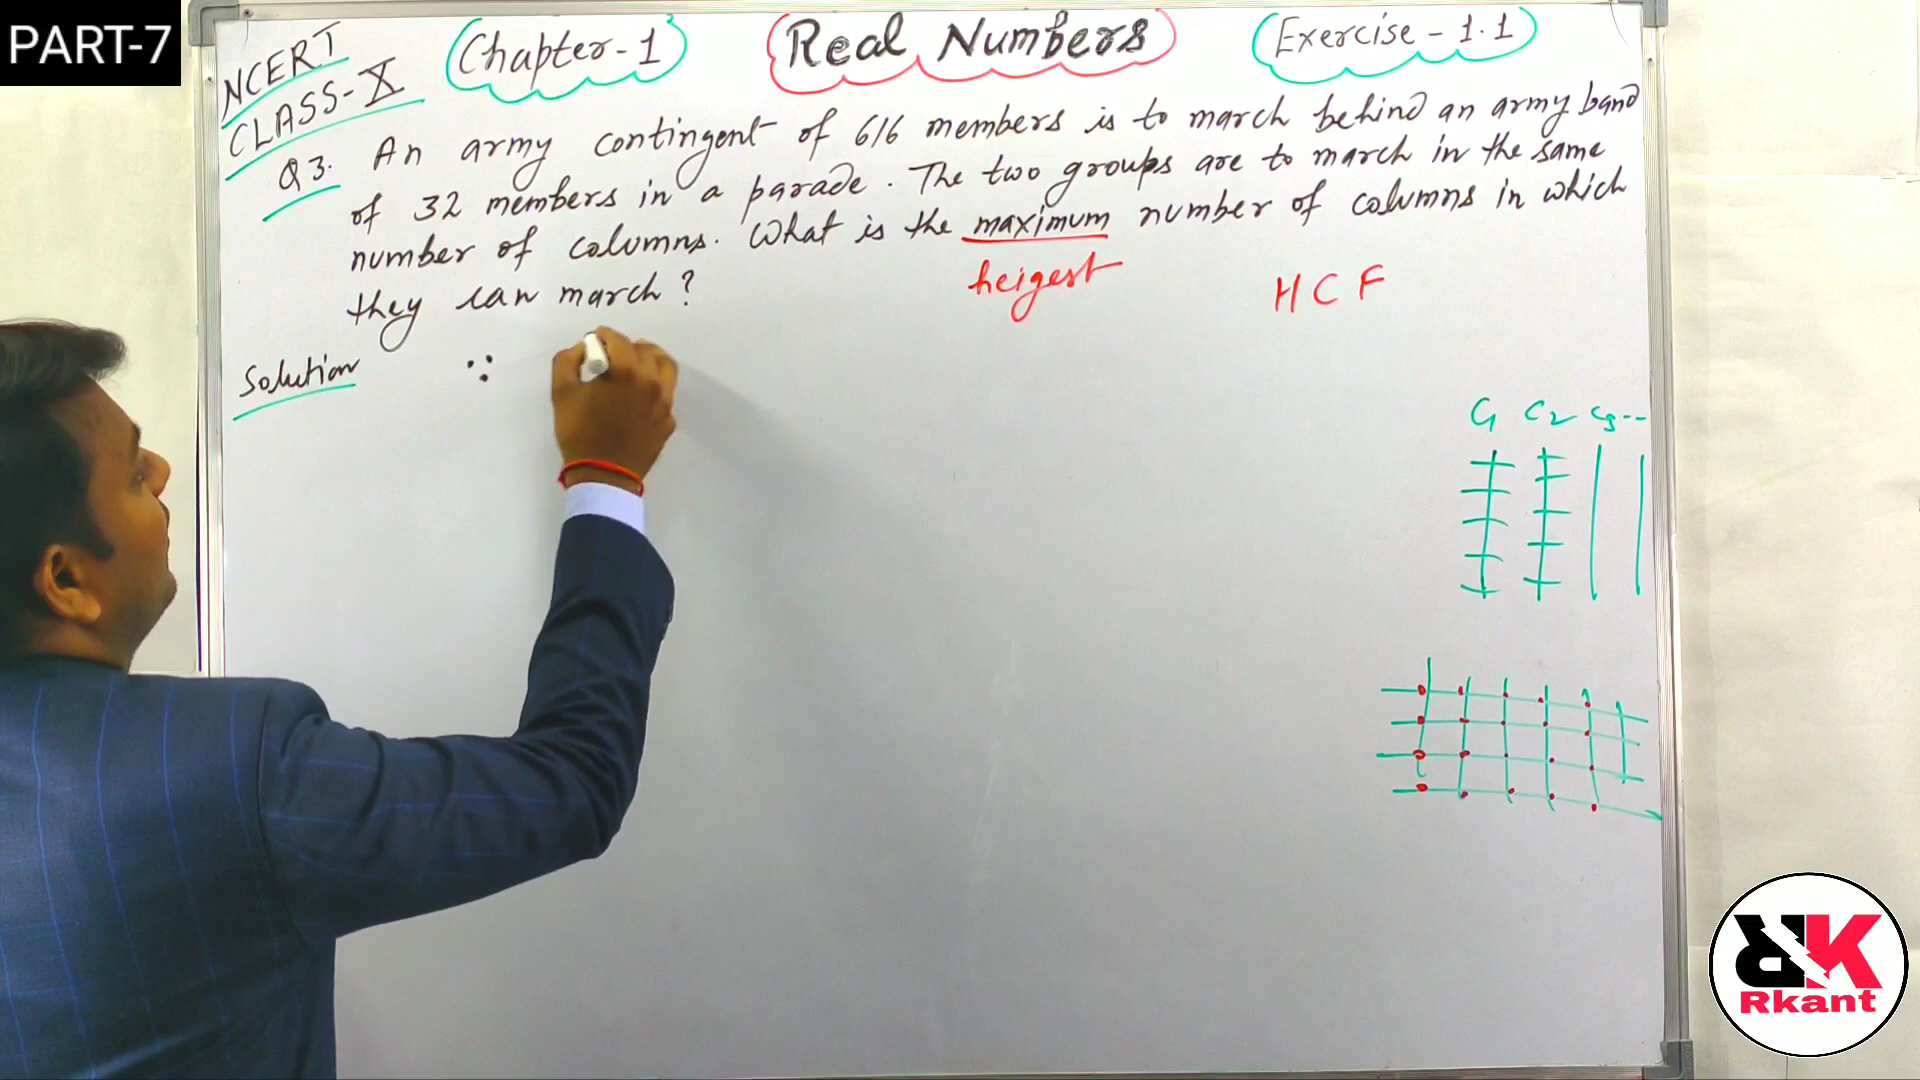 PART-7
NCERT
CLASS-X
Chapter-1
Real Numbers
Exercise - 1.1
Q3. An army contingent of 616 members is to march behind an army band
of 32 members in a parade. The two groups are to march in the same
number of columns. What is the maximum number of columns in which
they can march?
heigest
H C F
Solution
∵
C1 C2 C3--
RK
Rkant